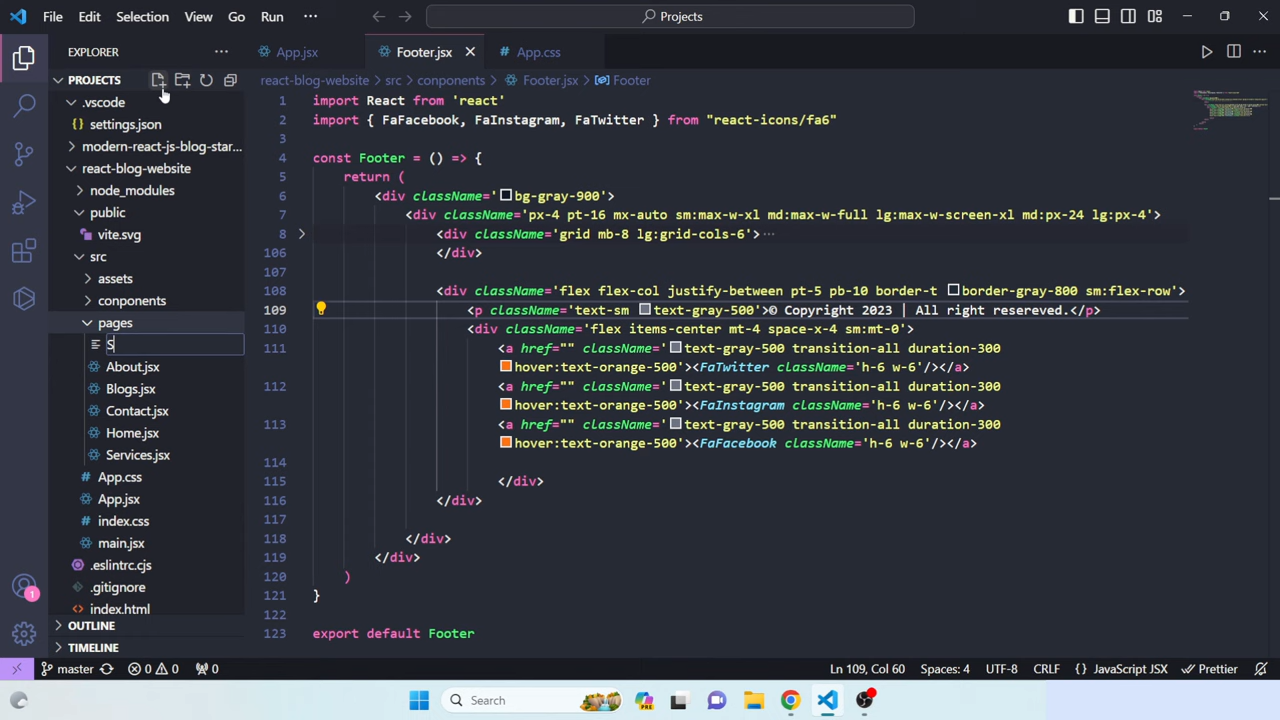 File Edit Selection View Go Run ···
Projects
EXPLORER ···
App.jsx
Footer.jsx
App.css
PROJECTS
react-blog-website > src > conponents > Footer.jsx > Footer
.vscode
settings.json
modern-react-js-blog-star...
react-blog-website
node_modules
public
vite.svg
src
assets
conponents
pages
S
About.jsx
Blogs.jsx
Contact.jsx
Home.jsx
Services.jsx
App.css
App.jsx
index.css
main.jsx
.eslintrc.cjs
.gitignore
index.html
OUTLINE
TIMELINE
1 import React from 'react'
2 import { FaFacebook, FaInstagram, FaTwitter } from "react-icons/fa6"
3
4 const Footer = () => {
5 return (
6 <div className='bg-gray-900'>
7 <div className='px-4 pt-16 mx-auto sm:max-w-xl md:max-w-full lg:max-w-screen-xl md:px-24 lg:px-4'>
8 <div className='grid mb-8 lg:grid-cols-6'>···
106 </div>
107
108 <div className='flex flex-col justify-between pt-5 pb-10 border-t border-gray-800 sm:flex-row'>
109 <p className='text-sm text-gray-500'>© Copyright 2023 | All right resereved.</p>
110 <div className='flex items-center mt-4 space-x-4 sm:mt-0'>
111 <a href="" className='text-gray-500 transition-all duration-300
hover:text-orange-500'><FaTwitter className='h-6 w-6'/></a>
112 <a href="" className='text-gray-500 transition-all duration-300
hover:text-orange-500'><FaInstagram className='h-6 w-6'/></a>
113 <a href="" className='text-gray-500 transition-all duration-300
hover:text-orange-500'><FaFacebook className='h-6 w-6'/></a>
114
115 </div>
116 </div>
117
118 </div>
119 </div>
120 )
121 }
122
123 export default Footer
1
master 0 0 0
Ln 109, Col 60 Spaces: 4 UTF-8 CRLF {} JavaScript JSX Prettier
Search
PRE